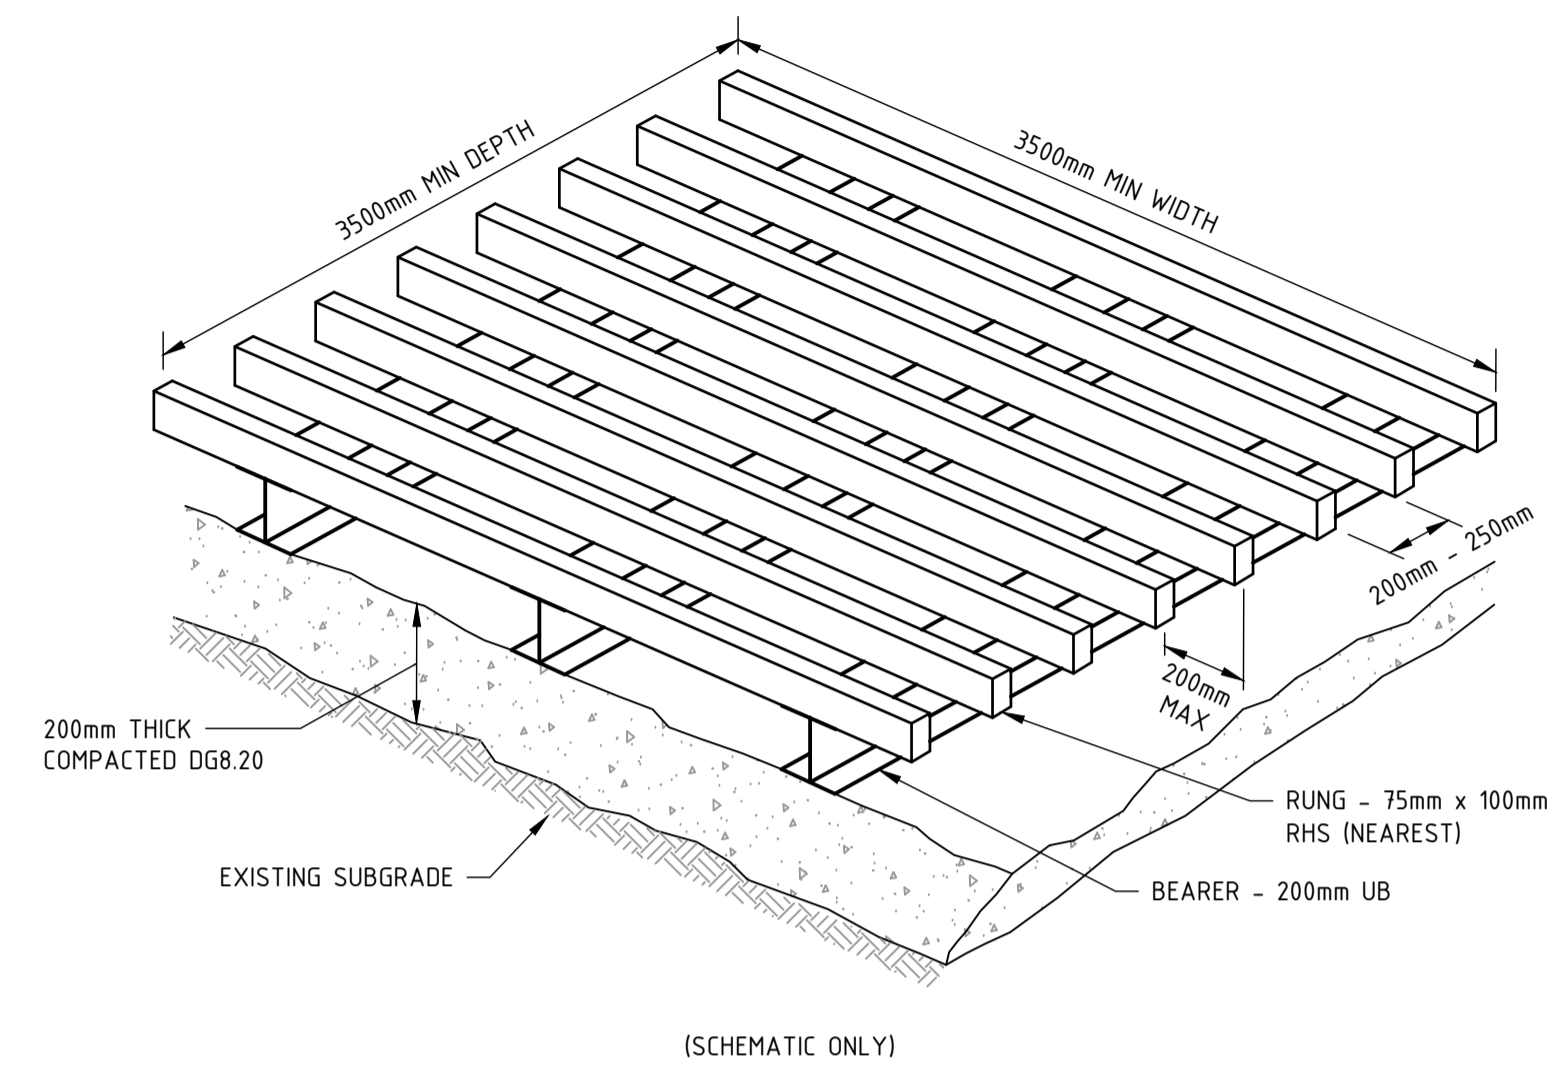 3500mm MIN DEPTH
3500mm MIN WIDTH
200mm - 250mm
200mm
MAX
200mm THICK
COMPACTED DG8.20
RUNG - 75mm x 100mm
RHS (NEAREST)
EXISTING SUBGRADE
BEARER - 200mm UB
(SCHEMATIC ONLY)